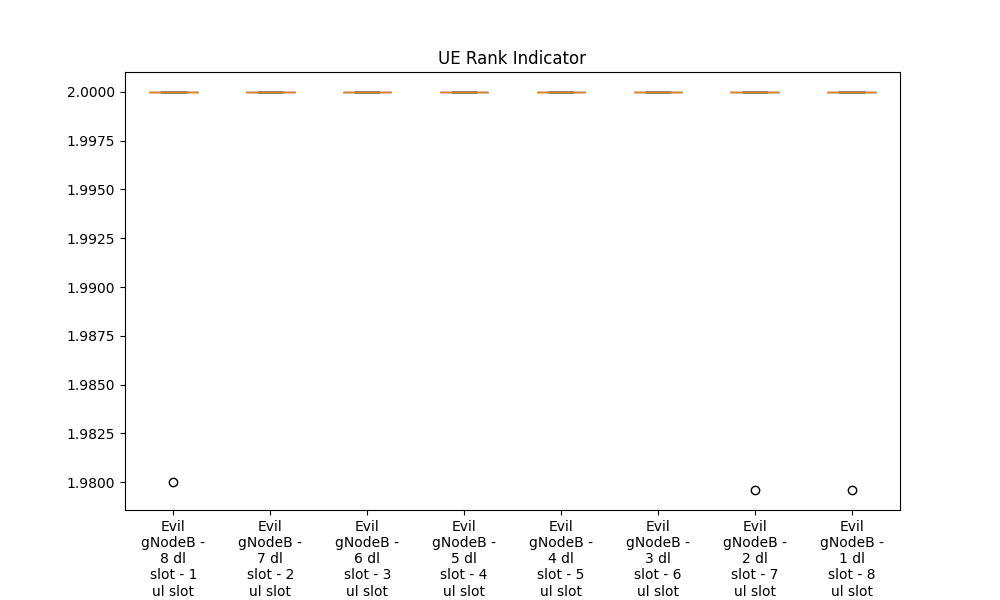 UE Rank Indicator
2.0000
1.9975
1.9950
1.9925
1.9900
1.9875
1.9850
1.9825
1.9800
Evil
gNodeB -
8 dl
slot - 1
ul slot
Evil
gNodeB -
7 dl
slot - 2
ul slot
Evil
gNodeB -
6 dl
slot - 3
ul slot
Evil
gNodeB -
5 dl
slot - 4
ul slot
Evil
gNodeB -
4 dl
slot - 5
ul slot
Evil
gNodeB -
3 dl
slot - 6
ul slot
Evil
gNodeB -
2 dl
slot - 7
ul slot
Evil
gNodeB -
1 dl
slot - 8
ul slot